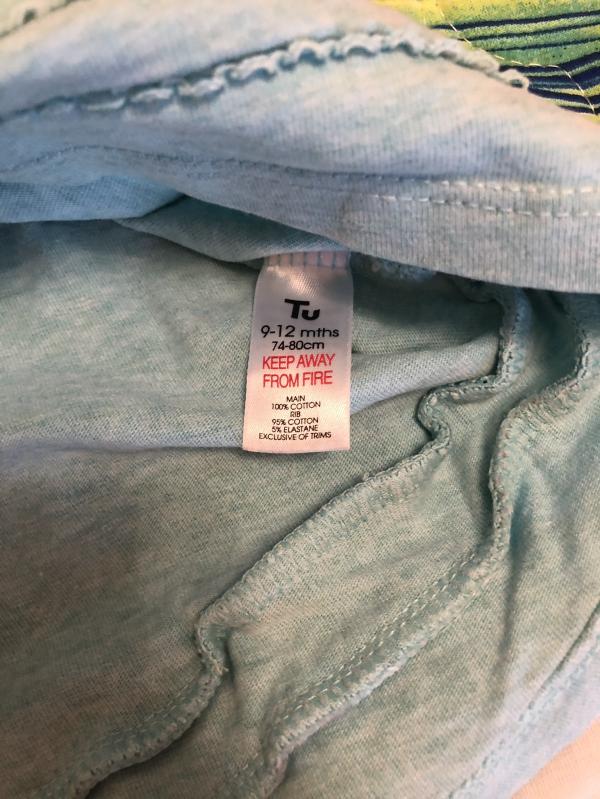 Tu
9-12 mths
74-80cm
KEEP AWAY
FROM FIRE
MAIN
100% COTTON
RIB
95% COTTON
5% ELASTANE
EXCLUSIVE OF TRIMS